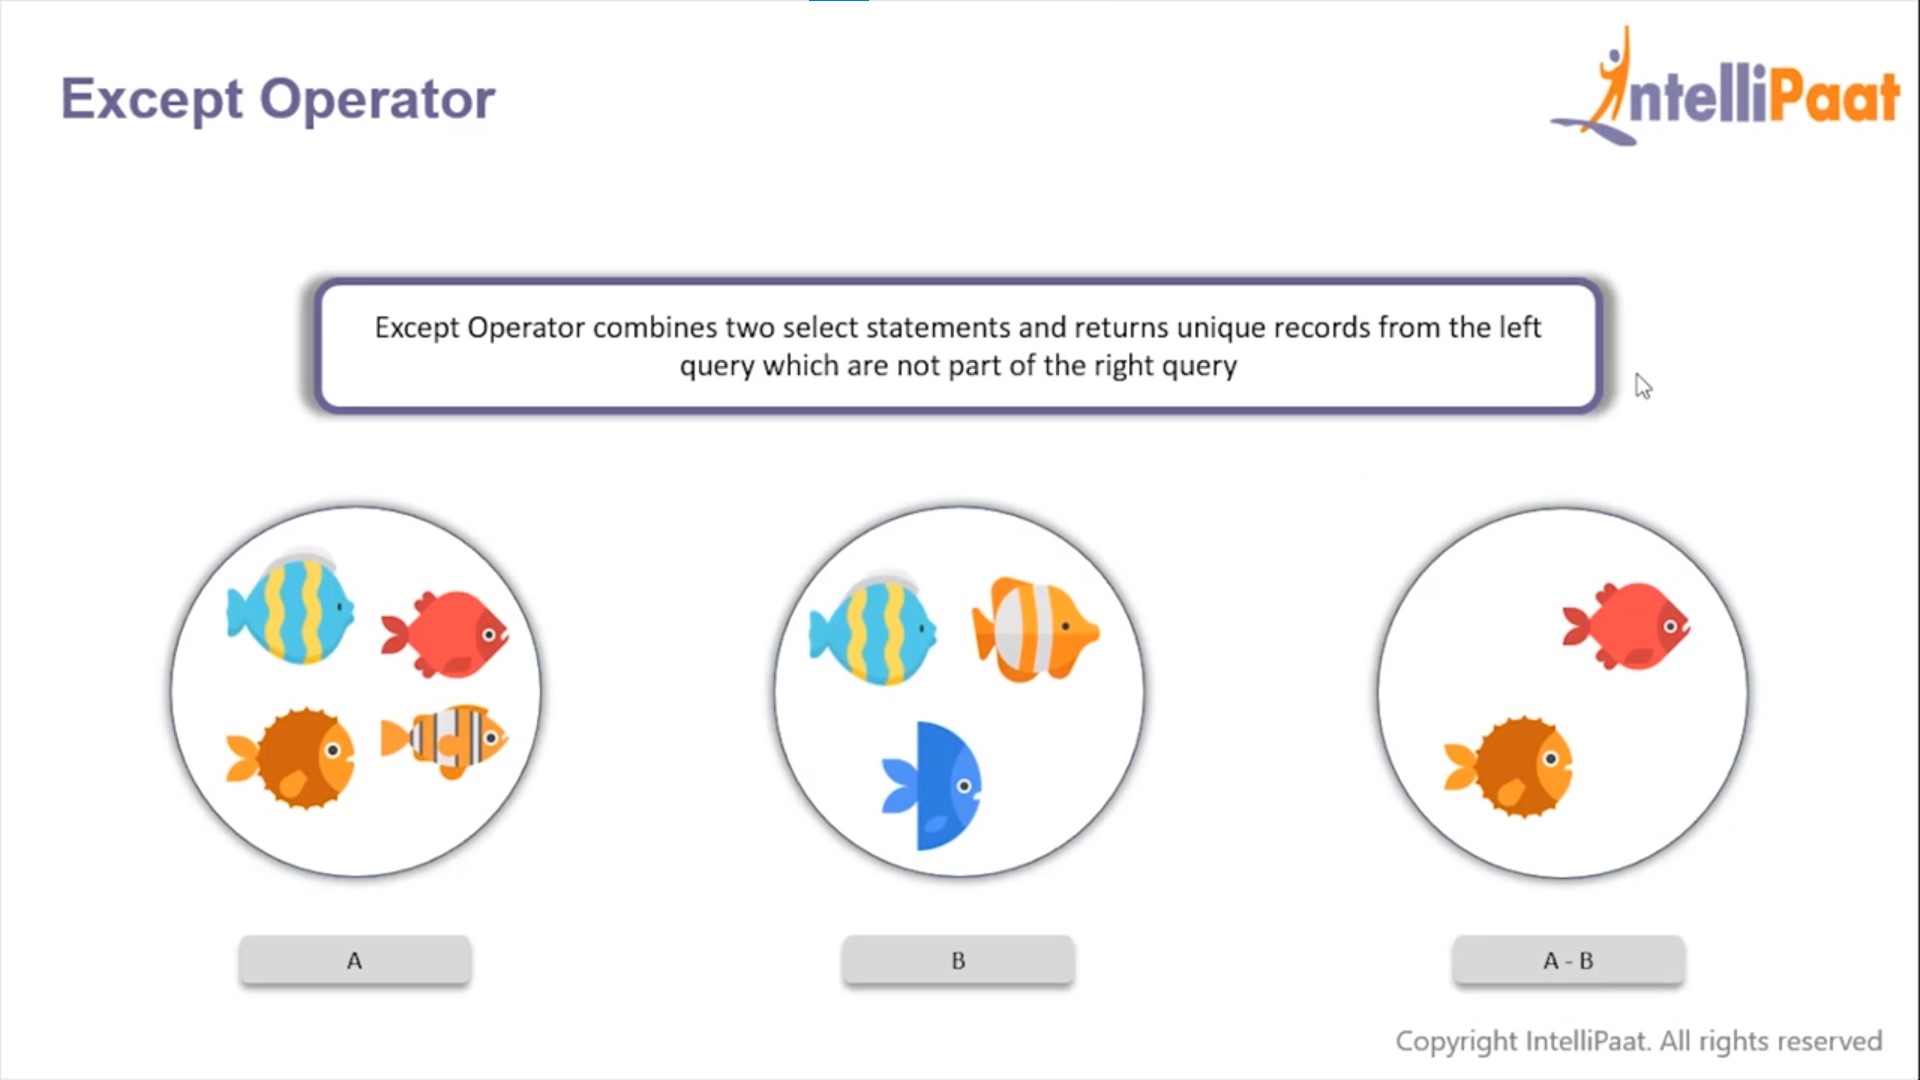 Except Operator
IntelliPaat
Except Operator combines two select statements and returns unique records from the left
query which are not part of the right query
A
B
A - B
Copyright IntelliPaat. All rights reserved